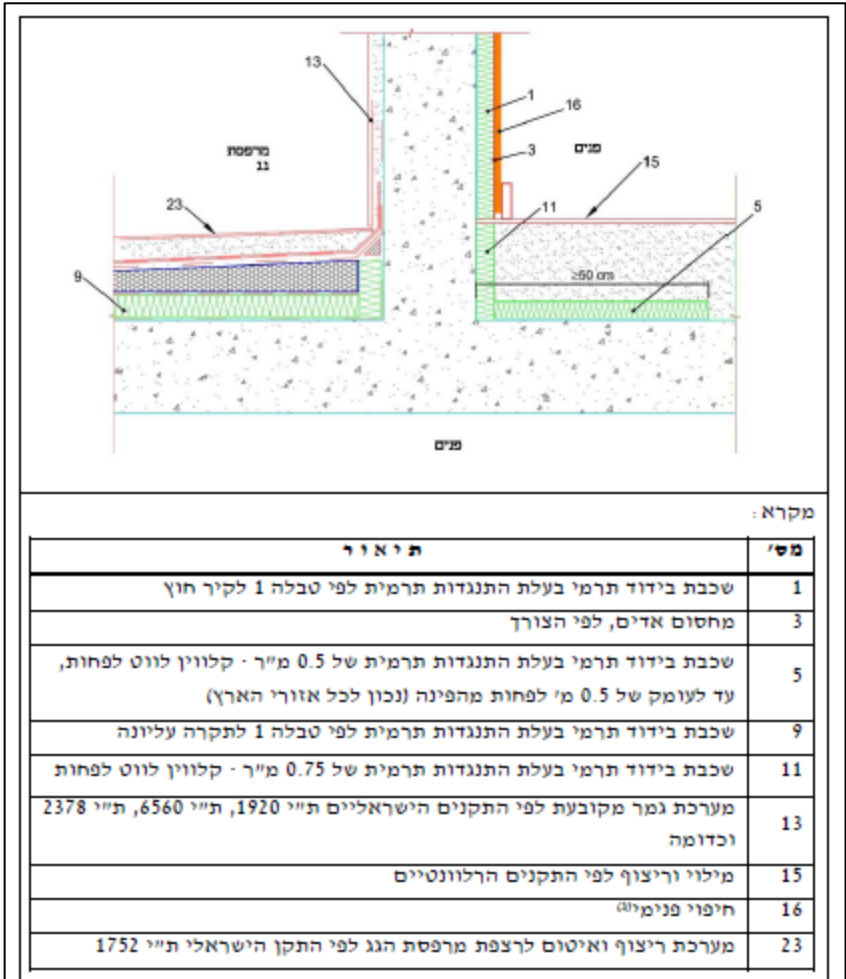 13
1
16
מרפסת
פנים
3
11
15
23
11
5
≥50 cm
9
פנים
מקרא:
מס' תיאור
1 שכבת בידוד תרמי בעלת התנגדות תרמית לפי טבלה 1 לקיר חוץ
3 מחסום אדים, לפי הצורך
שכבת בידוד תרמי בעלת התנגדות תרמית של 0.5 מ"ר · קלווין לווט לפחות,
5
עד לעומק של 0.5 מ' לפחות מהפינה (נכון לכל אזורי הארץ)
9 שכבת בידוד תרמי בעלת התנגדות תרמית לפי טבלה 1 לתקרה עליונה
11 שכבת בידוד תרמי בעלת התנגדות תרמית של 0.75 מ"ר · קלווין לווט לפחות
מערכת גמר מקובעת לפי התקנים הישראליים ת"י 1920, ת"י 6560, ת"י 2378
13
וכדומה
15 מילוי וריצוף לפי התקנים הרלוונטיים
16 חיפוי פנימי
23 מערכת ריצוף ואיטום לרצפת מרפסת הגג לפי התקן הישראלי ת"י 1752